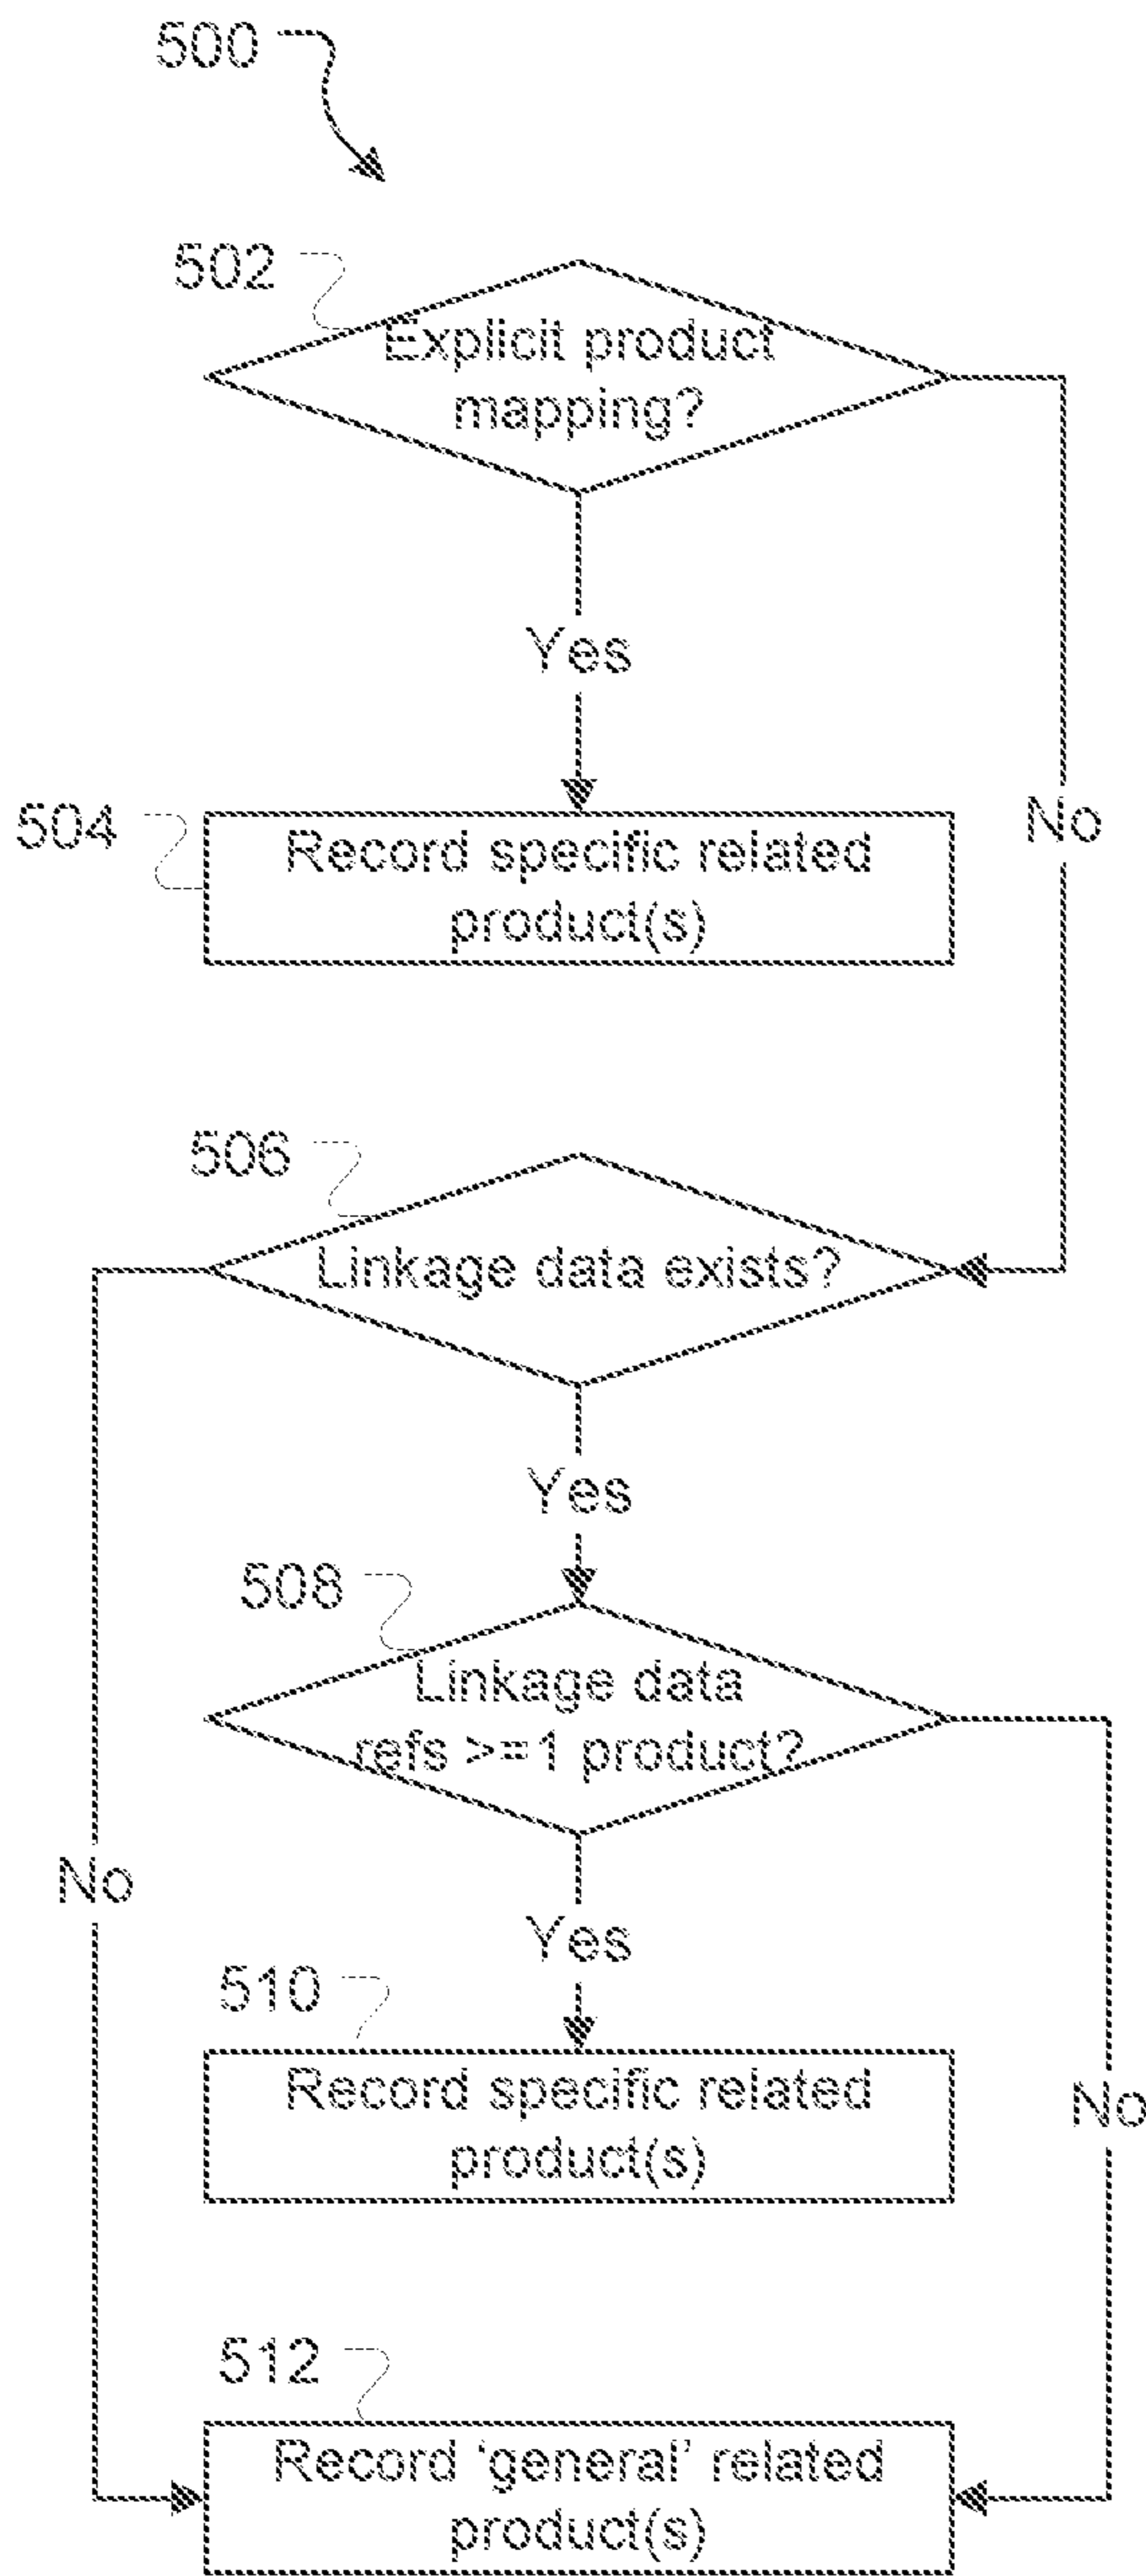 500
502
Explicit product
mapping?
Yes
No
504
Record specific related
product(s)
506
Linkage data exists?
Yes
508
Linkage data
refs >=1 product?
No
Yes
510
Record specific related
product(s)
No
512
Record ‘general’ related
product(s)